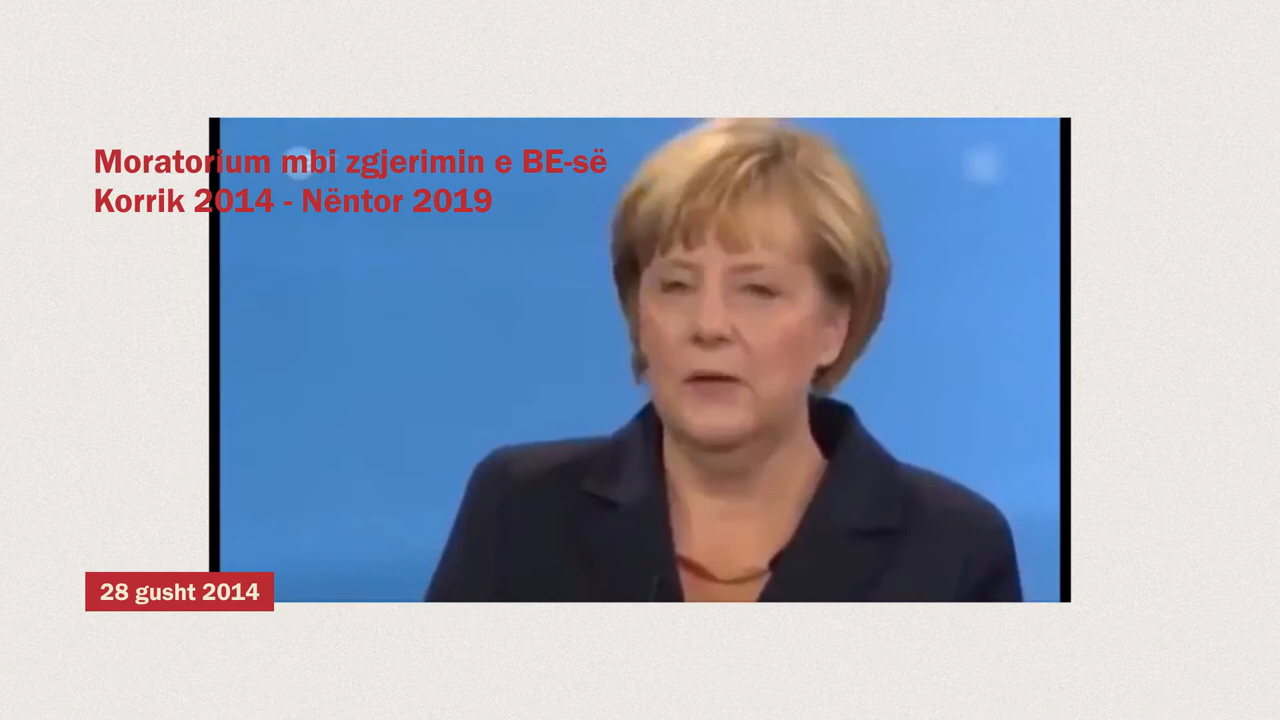 Moratorium mbi zgjerimin e BE-së
Korrik 2014 - Nëntor 2019
28 gusht 2014